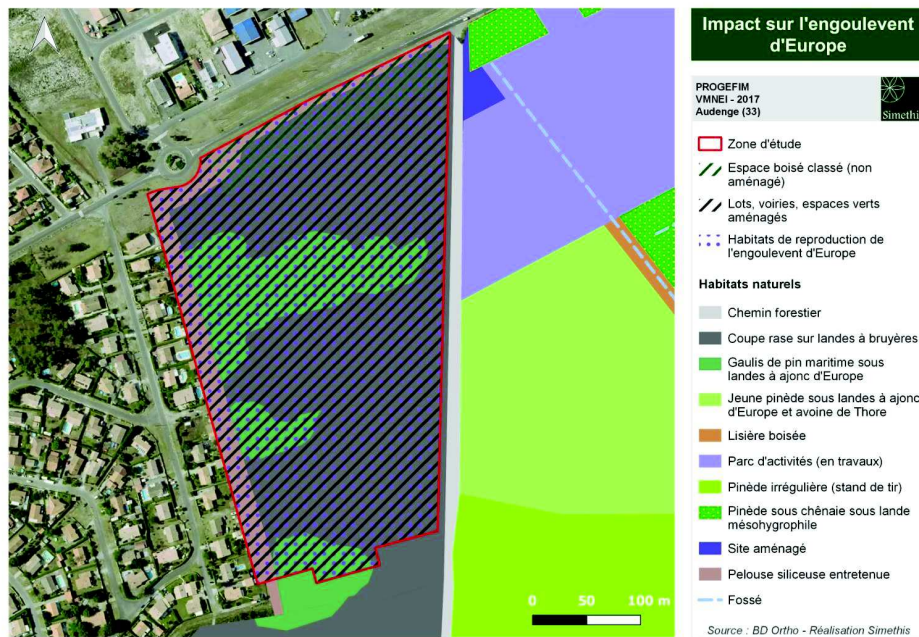 Impact sur l'engoulevent
d'Europe
PROGEFIM
VMNEI - 2017
Audenge (33)
Simethis
Zone d'étude
Espace boisé classé (non
aménagé)
Lots, voiries, espaces verts
aménagés
Habitats de reproduction de
l'engoulevent d'Europe
Habitats naturels
Chemin forestier
Coupe rase sur landes à bruyères
Gaulis de pin maritime sous
landes à ajonc d'Europe
Jeune pinède sous landes à ajonc
d'Europe et avoine de Thore
Lisière boisée
Parc d'activités (en travaux)
Pinède irrégulière (stand de tir)
Pinède sous chênaie sous lande
mésohygrophile
Site aménagé
Pelouse siliceuse entretenue
Fossé
0 50 100 m
Source : BD Ortho - Réalisation Simethis